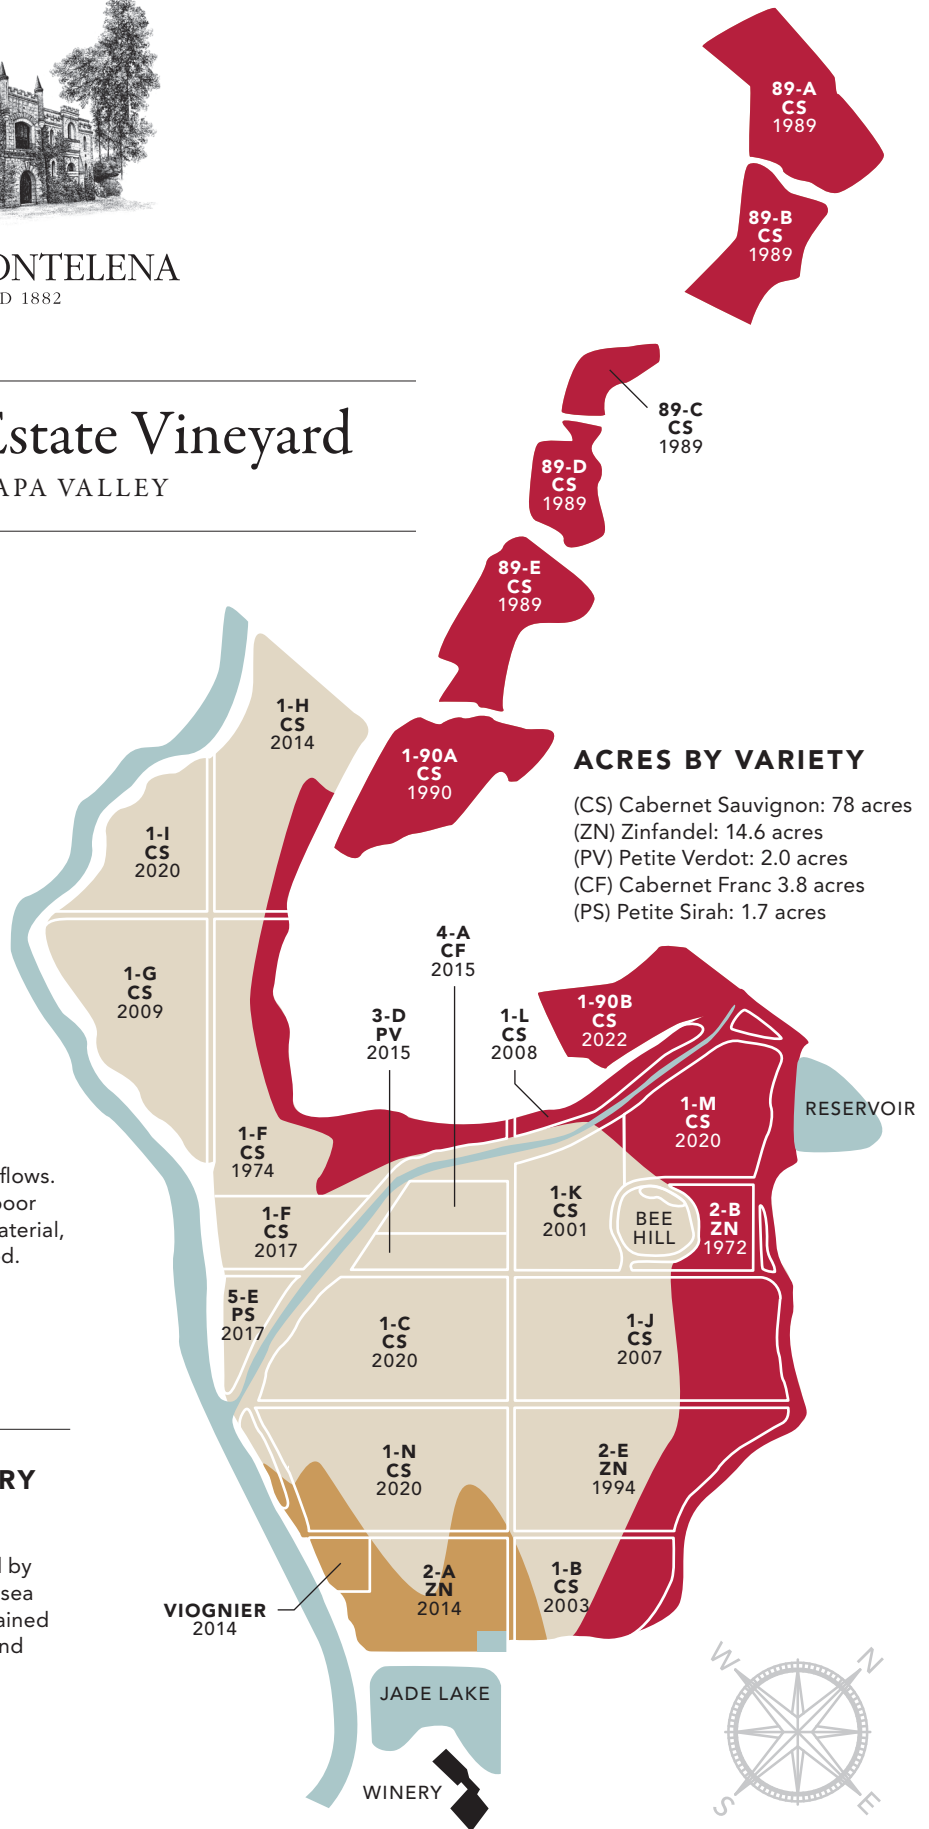 ONTELENA
D 1882
Estate Vineyard
APA VALLEY
89-A
CS
1989
89-B
CS
1989
89-C
CS
1989
89-D
CS
1989
89-E
CS
1989
1-H
CS
2014
1-90A
CS
1990
ACRES BY VARIETY
(CS) Cabernet Sauvignon: 78 acres
(ZN) Zinfandel: 14.6 acres
(PV) Petite Verdot: 2.0 acres
(CF) Cabernet Franc 3.8 acres
(PS) Petite Sirah: 1.7 acres
1-I
CS
2020
4-A
CF
2015
1-G
CS
2009
3-D
PV
2015
1-L
CS
2008
1-90B
CS
2022
RESERVOIR
1-M
CS
2020
1-F
CS
1974
flows.
poor
aterial,
d.
1-F
CS
2017
1-K
CS
2001
BEE
HILL
2-B
ZN
1972
5-E
PS
2017
1-C
CS
2020
1-J
CS
2007
1-N
CS
2020
2-E
ZN
1994
RY
l by
sea
ained
nd
2-A
ZN
2014
1-B
CS
2003
VIOGNIER
2014
JADE LAKE
WINERY
W
N
S
E